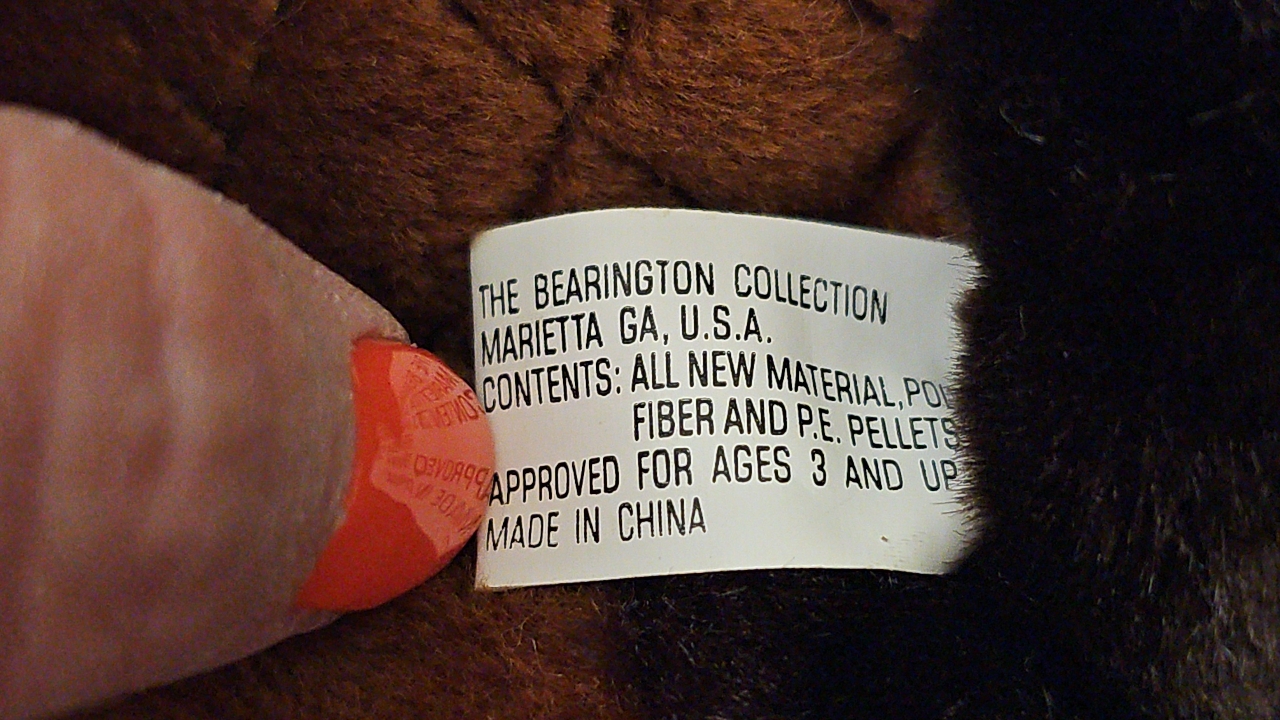 THE BEARINGTON COLLECTION
MARIETTA GA, U.S.A.
CONTENTS: ALL NEW MATERIAL,
FIBER AND P.E. PELLETS
APPROVED FOR AGES 3 AND UP
MADE IN CHINA